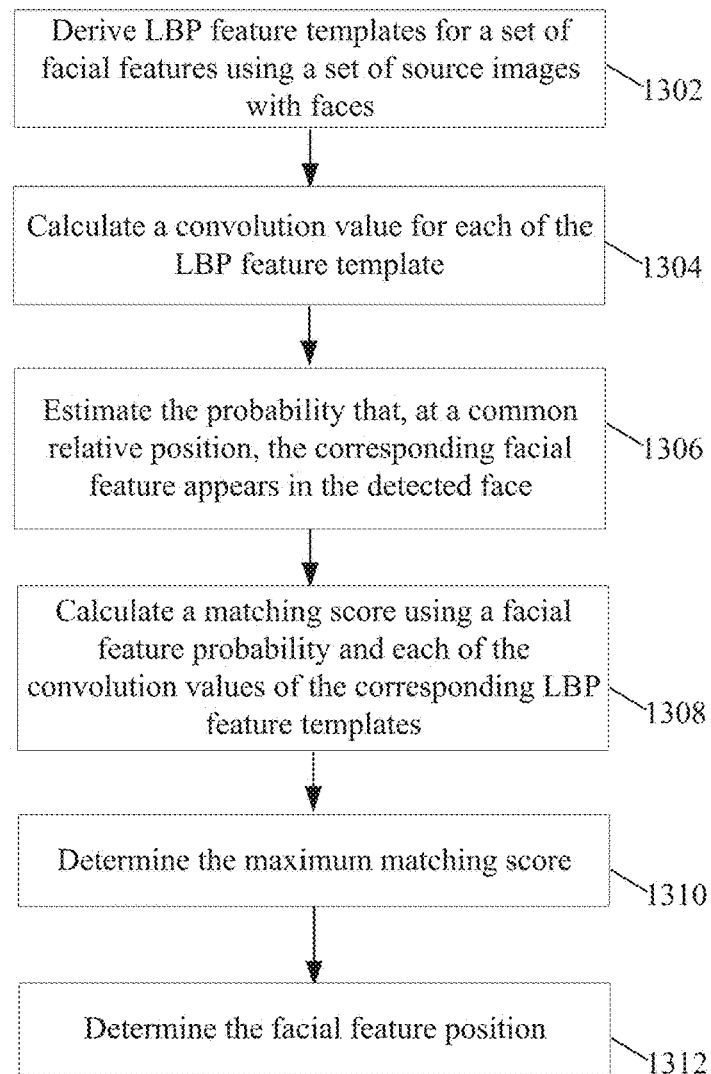 Derive LBP feature templates for a set of
facial features using a set of source images
with faces
1302
Calculate a convolution value for each of the
LBP feature template
1304
Estimate the probability that, at a common
relative position, the corresponding facial
feature appears in the detected face
1306
Calculate a matching score using a facial
feature probability and each of the
convolution values of the corresponding LBP
feature templates
1308
Determine the maximum matching score
1310
Determine the facial feature position
1312